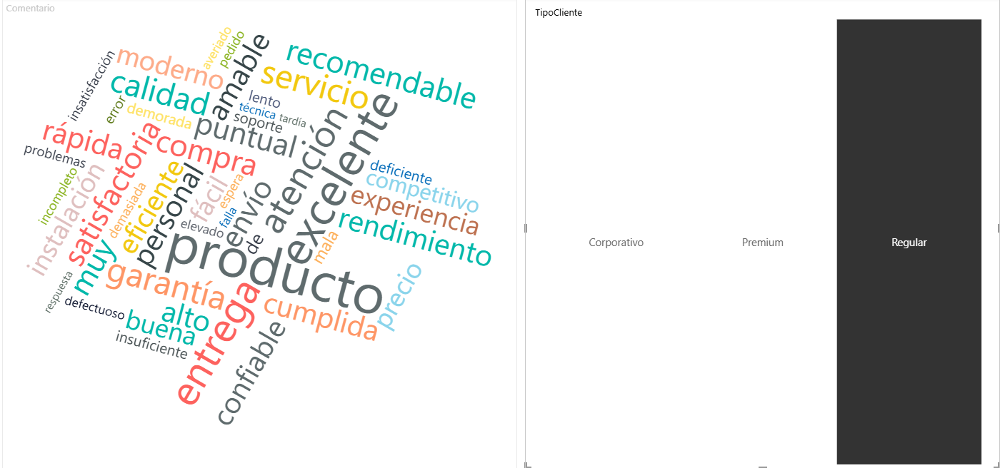 Comentario
TipoCliente
averiado
pedido
amable
recomendable
moderno
servicio
insatisfacción
calidad
lento
error
técnica
tardía
demorada
soporte
puntual
atención
excelente
rápida
satisfactoria
compra
problemas
deficiente
competitivo
incompleto
instalación
demasiada
eficiente
personal
fácil
espera
envío
experiencia
falla
elevado
de
rendimiento
mala
producto
muy
garantía
precio
respuesta
defectuoso
alto
buena
entrega
cumplida
insuficiente
confiable
Corporativo
Premium
Regular